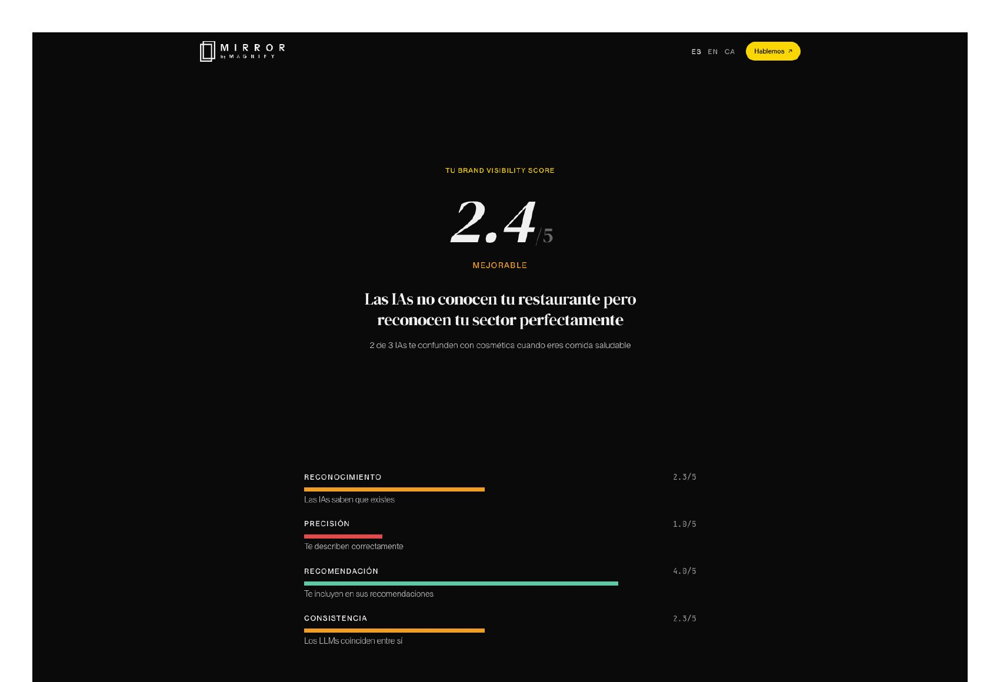 MIRROR
by MAGNIFY
ES EN CA Hablemos ↗
TU BRAND VISIBILITY SCORE
2.4/5
MEJORABLE
Las IAs no conocen tu restaurante pero
reconocen tu sector perfectamente
2 de 3 IAs te confunden con cosmética cuando eres comida saludable
RECONOCIMIENTO 2.3/5
Las IAs saben que existes
PRECISIÓN 1.0/5
Te describen correctamente
RECOMENDACIÓN 4.0/5
Te incluyen en sus recomendaciones
CONSISTENCIA 2.3/5
Los LLMs coinciden entre sí